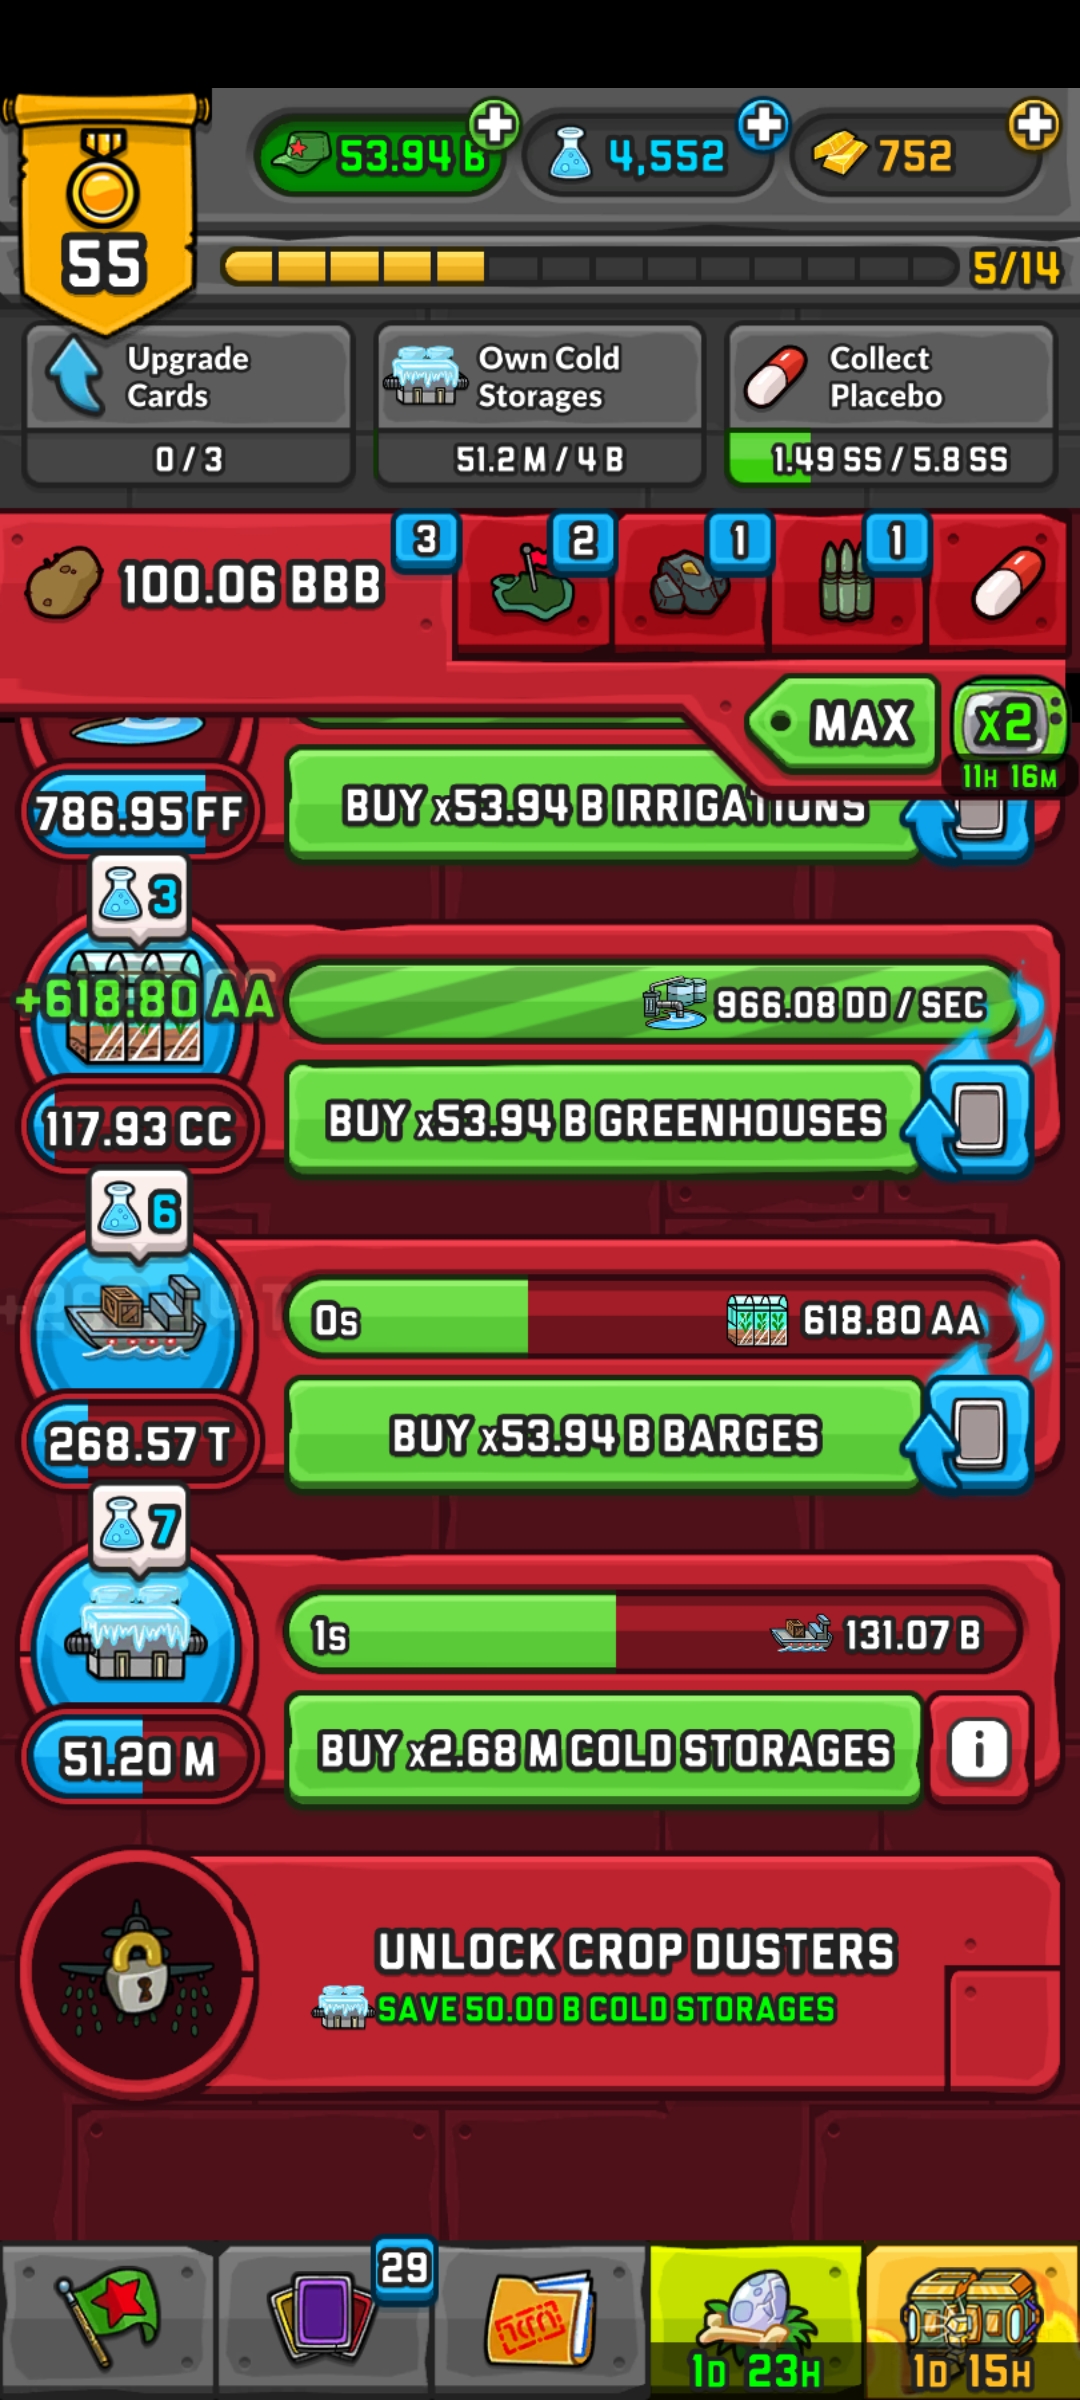 53.94 B
4,552
752
55
5/14
Upgrade
Cards
0 / 3
Own Cold
Storages
51.2 M / 4 B
Collect
Placebo
1.49 SS / 5.8 SS
100.06 BBB
3
2
1
1
MAX
x2
11H 16M
786.95 FF
BUY x53.94 B IRRIGATIONS
3
+618.80 AA
966.08 DD / SEC
117.93 CC
BUY x53.94 B GREENHOUSES
6
0s
618.80 AA
268.57 T
BUY x53.94 B BARGES
7
1s
131.07 B
51.20 M
BUY x2.68 M COLD STORAGES
i
UNLOCK CROP DUSTERS
SAVE 50.00 B COLD STORAGES
29
1D 23H
1D 15H